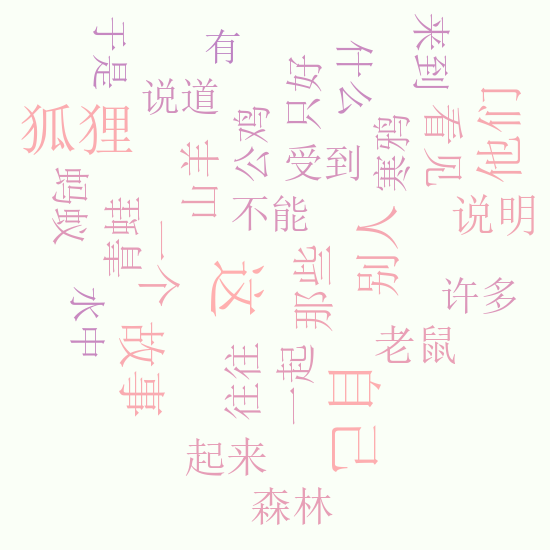 于是
有
什么
来到
说道
只好
狐狸
公鸡
寒鸦
看见
他们
山羊
受到
蚂蚁
捍卫
不能
说明
一个
这
那些
别人
许多
水中
故事
往往
一起
老鼠
自己
起来
森林